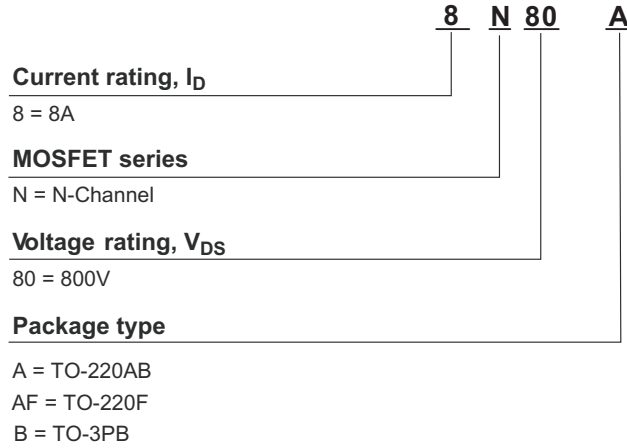 8 N 80 A
Current rating, ID
8 = 8A
MOSFET series
N = N-Channel
Voltage rating, VDS
80 = 800V
Package type
A = TO-220AB
AF = TO-220F
B = TO-3PB